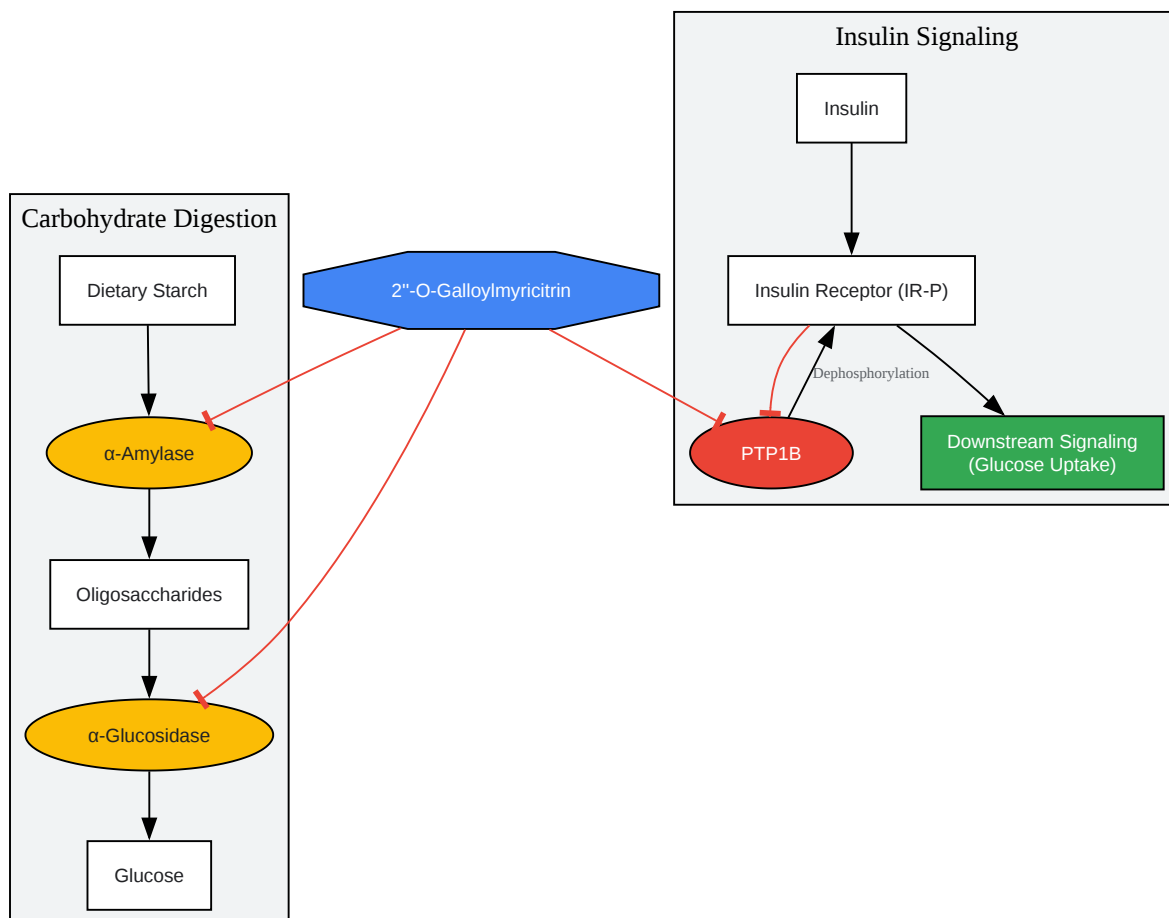 Insulin Signaling
Insulin
Carbohydrate Digestion
Dietary Starch
2"-O-Galloylmyricitrin
Insulin Receptor (IR-P)
Dephosphorylation
α-Amylase
PTP1B
Downstream Signaling
(Glucose Uptake)
Oligosaccharides
α-Glucosidase
Glucose